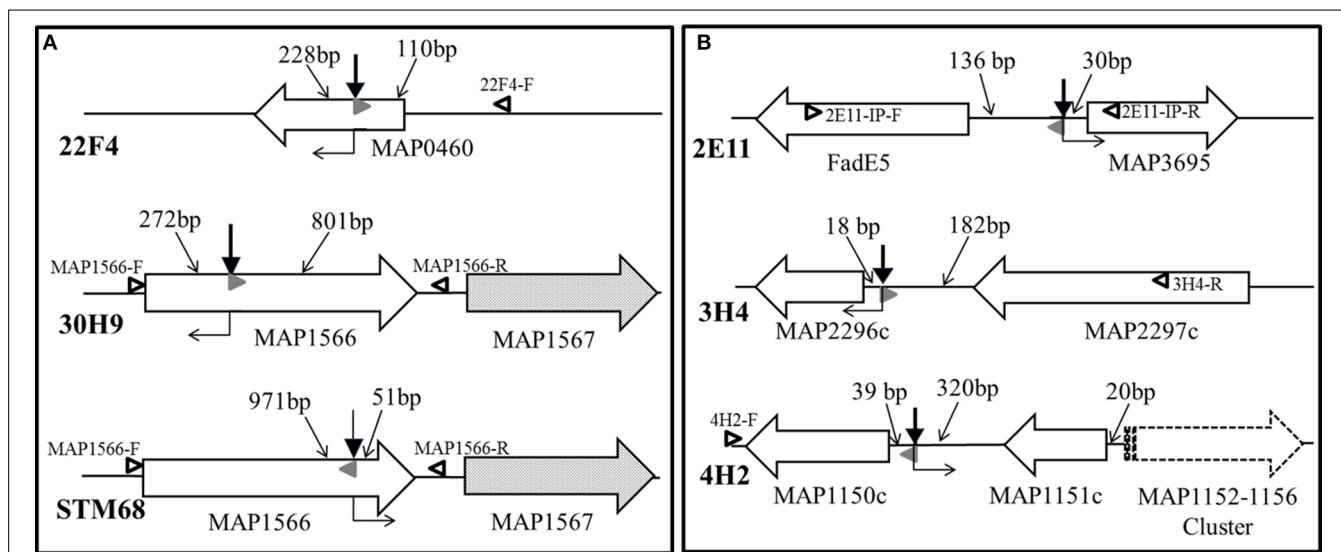 A
228bp
110bp
22F4-F
22F4
MAP0460
272bp
801bp
MAP1566-F
MAP1566-R
30H9
MAP1566
MAP1567
971bp
51bp
MAP1566-F
MAP1566-R
STM68
MAP1566
MAP1567
B
136 bp
30bp
2E11-IP-F
2E11-IP-R
2E11
FadE5
MAP3695
18 bp
182bp
3H4-R
3H4
MAP2296c
MAP2297c
39 bp
320bp
20bp
4H2-F
4H2
MAP1150c
MAP1151c
MAP1152-1156
Cluster